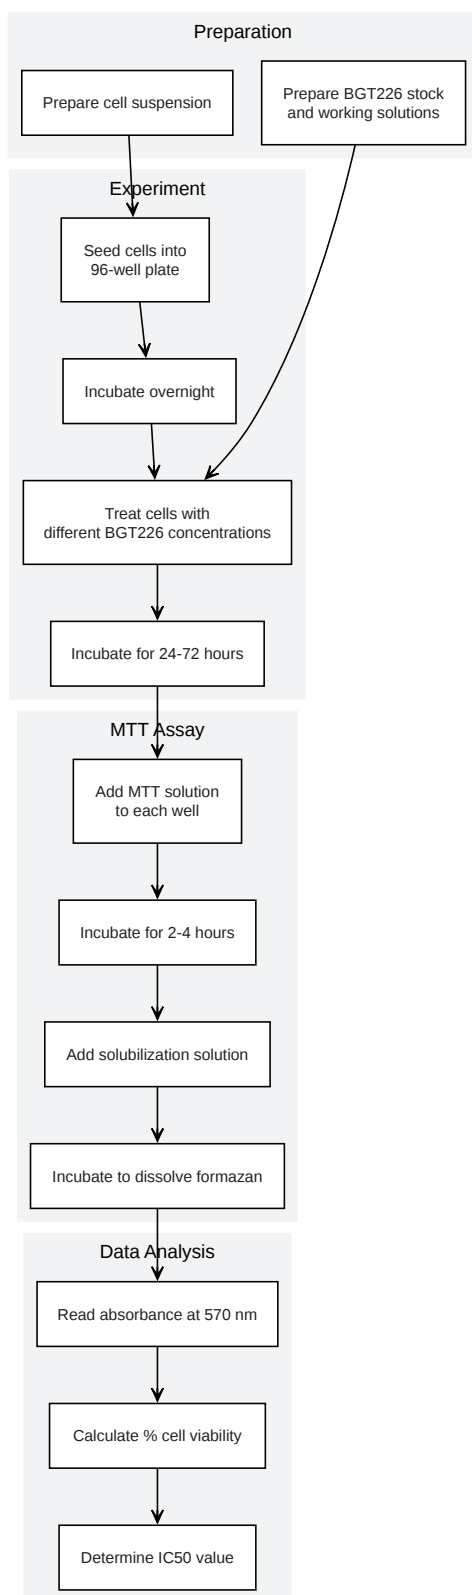 Preparation
Prepare cell suspension
Prepare BGT226 stock
and working solutions
Experiment
Seed cells into
96-well plate
Incubate overnight
Treat cells with
different BGT226 concentrations
Incubate for 24-72 hours
MTT Assay
Add MTT solution
to each well
Incubate for 2-4 hours
Add solubilization solution
Incubate to dissolve formazan
Data Analysis
Read absorbance at 570 nm
Calculate % cell viability
Determine IC50 value